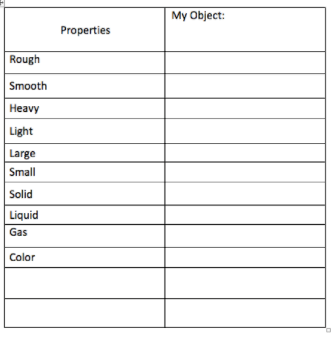 Properties
My Object:
Rough
Smooth
Heavy
Light
Large
Small
Solid
Liquid
Gas
Color